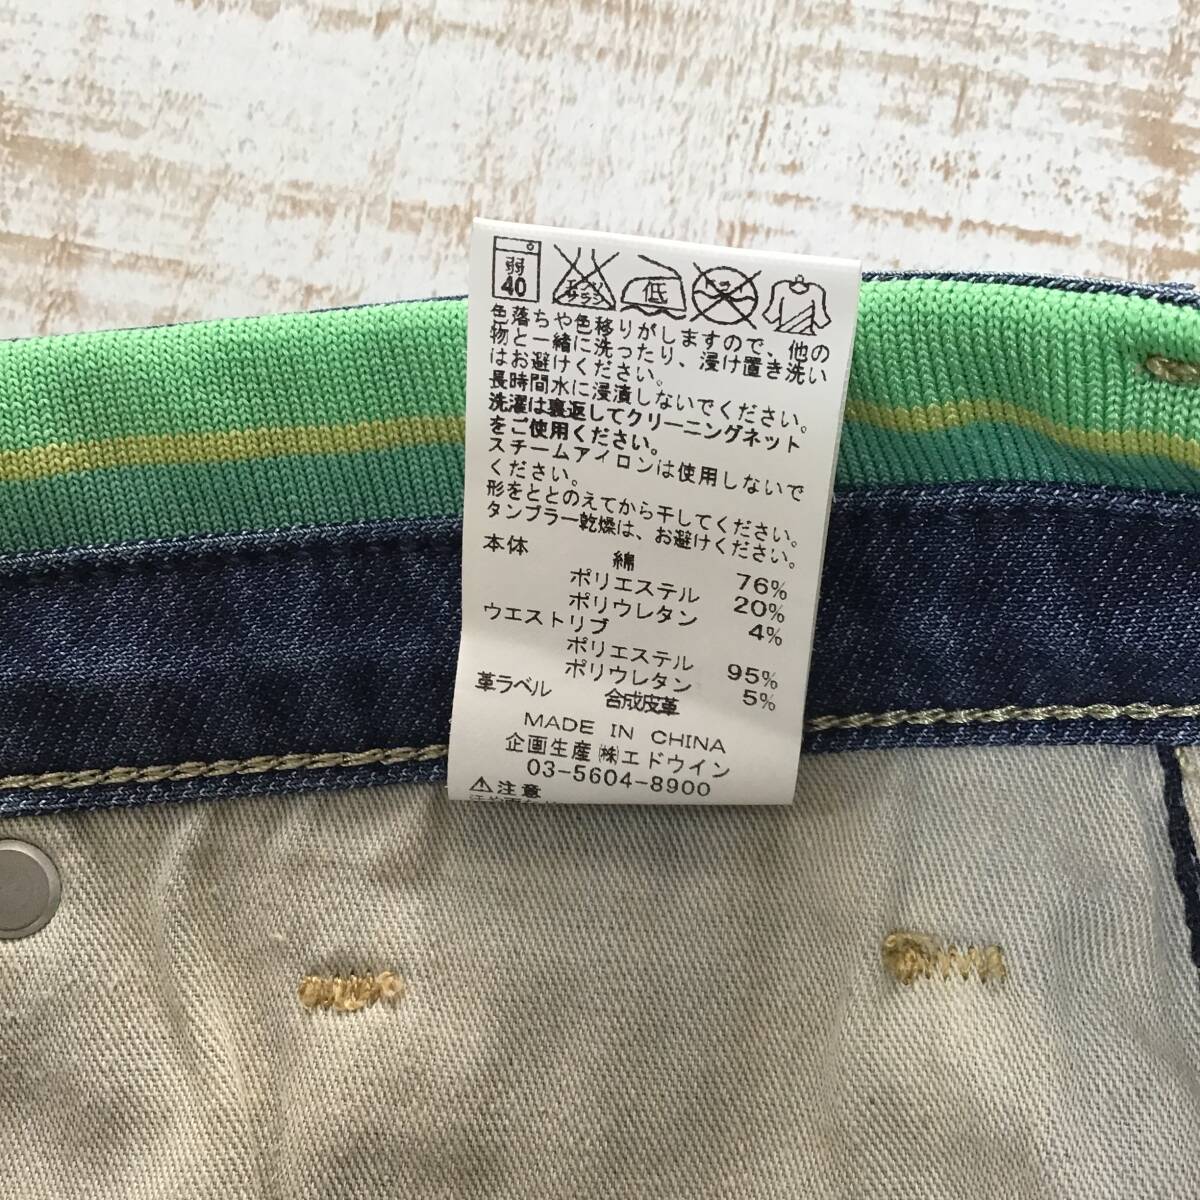 弱
40
エンソ
サラシ
低
ドライ
色落ちや色移りがしますので、他の
物と一緒に洗ったり、浸け置き洗い
はお避けください。
長時間水に浸漬しないでください。
洗濯は裏返してクリーニングネット
をご使用ください。
スチームアイロンは使用しないで
ください。
形をととのえてから干してください。
タンブラー乾燥は、お避けください。
本体 綿 76%
ポリエステル 20%
ポリウレタン 4%
ウエストリブ
ポリエステル 95%
ポリウレタン 5%
革ラベル 合成皮革
MADE IN CHINA
企画生産㈱エドウイン
03-5604-8900
⚠注意